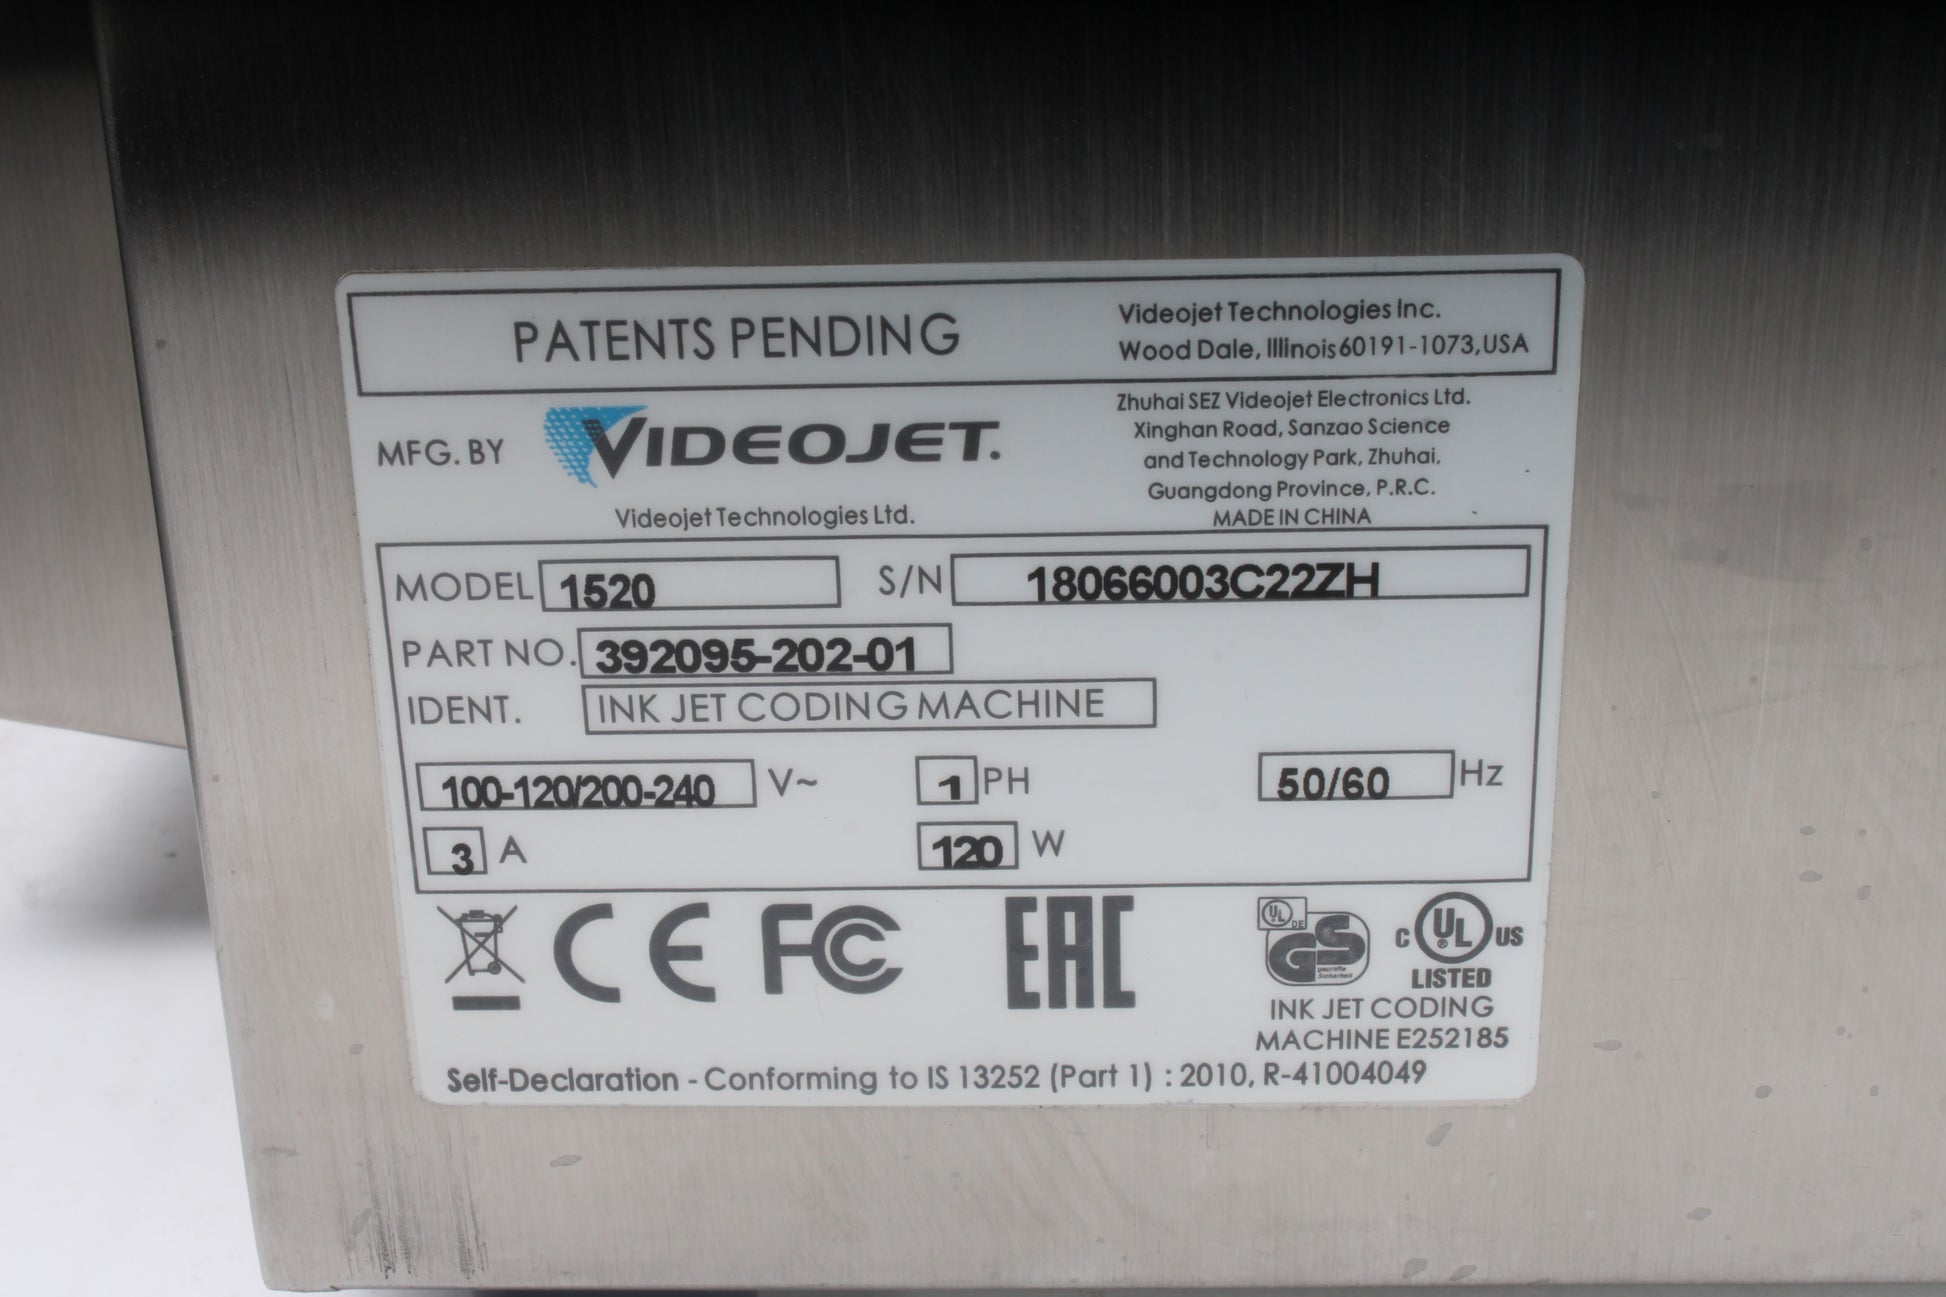 PATENTS PENDING
Videojet Technologies Inc.
Wood Dale, Illinois 60191-1073, USA
MFG. BY
VIDEOJET.
Videojet Technologies Ltd.
Zhuhai SEZ Videojet Electronics Ltd.
Xinghan Road, Sanzao Science
and Technology Park, Zhuhai,
Guangdong Province, P.R.C.
MADE IN CHINA
MODEL 1520 S/N 18066003C22ZH
PART NO. 392095-202-01
IDENT. INK JET CODING MACHINE
100-120/200-240 V~ 1 PH 50/60 Hz
3 A 120 W
CE FC EAC
UL DE
GS
geprüfte
Sicherheit
C UL® US
LISTED
INK JET CODING
MACHINE E252185
Self-Declaration - Conforming to IS 13252 (Part 1) : 2010, R-41004049